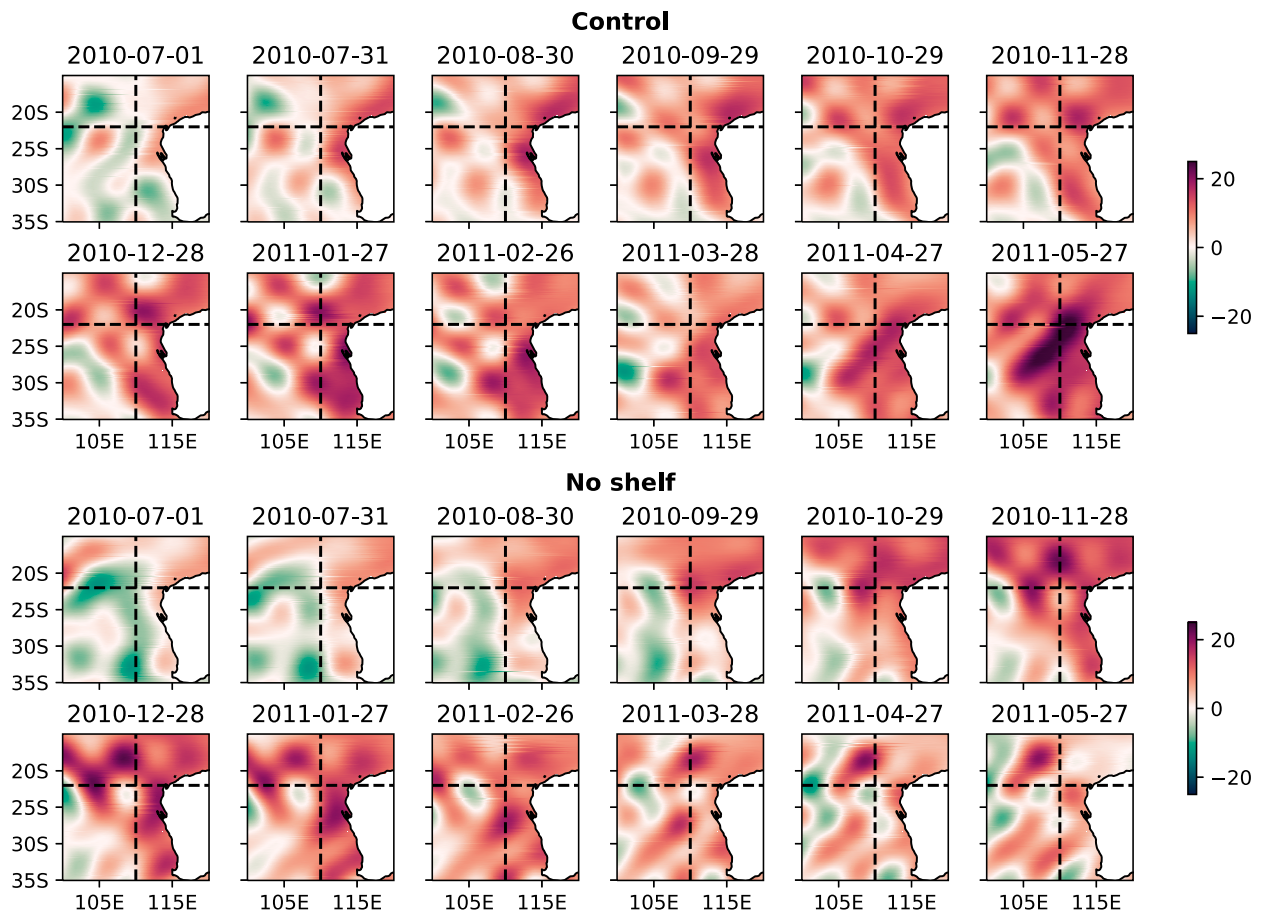 Control
2010-07-01 2010-07-31 2010-08-30 2010-09-29 2010-10-29 2010-11-28
20S
25S
30S
35S
2010-12-28 2011-01-27 2011-02-26 2011-03-28 2011-04-27 2011-05-27
20S
25S
30S
35S
105E 115E 105E 115E 105E 115E 105E 115E 105E 115E 105E 115E
20
0
−20
No shelf
2010-07-01 2010-07-31 2010-08-30 2010-09-29 2010-10-29 2010-11-28
20S
25S
30S
35S
2010-12-28 2011-01-27 2011-02-26 2011-03-28 2011-04-27 2011-05-27
20S
25S
30S
35S
105E 115E 105E 115E 105E 115E 105E 115E 105E 115E 105E 115E
20
0
−20